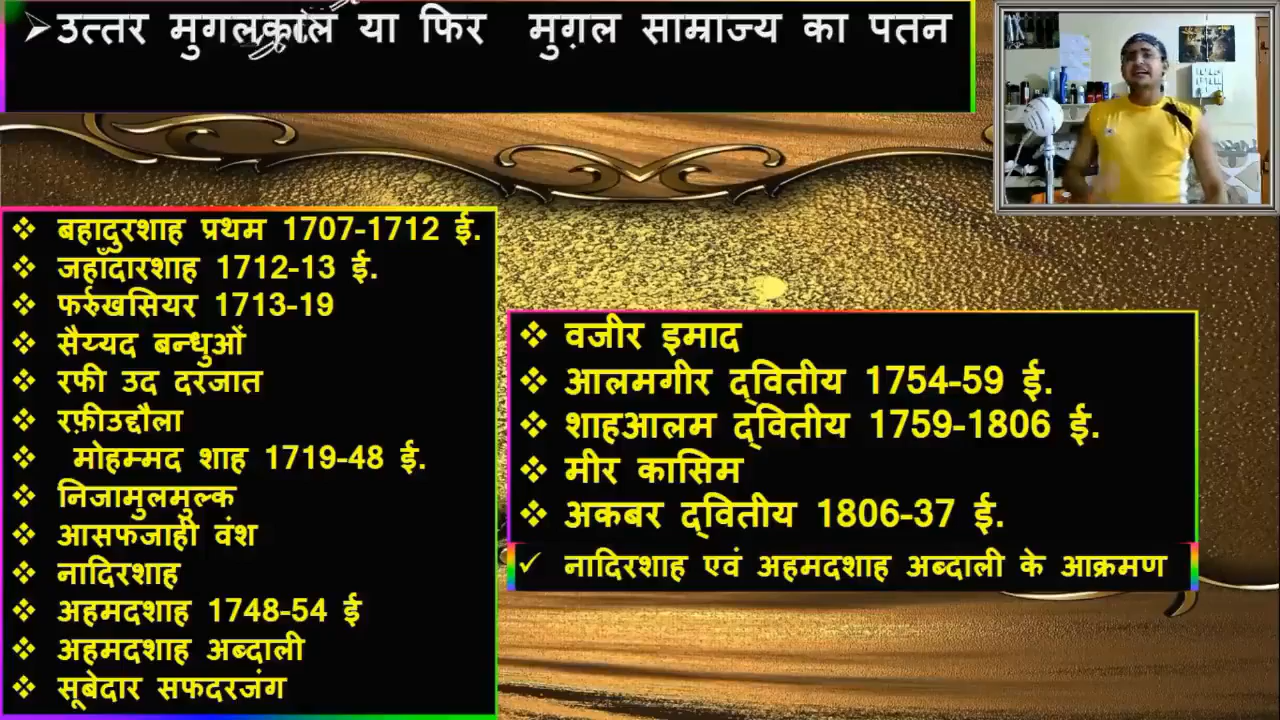 उत्तर मुगलकाल या फिर मुग़ल साम्राज्य का पतन
बहादुरशाह प्रथम 1707-1712 ई.
जहाँदारशाह 1712-13 ई.
फर्रुखसियर 1713-19
सैय्यद बन्धुओं
रफी उद दरजात
रफ़ीउद्दौला
मोहम्मद शाह 1719-48 ई.
निजामुलमुल्क
आसफजाही वंश
नादिरशाह
अहमदशाह 1748-54 ई
अहमदशाह अब्दाली
सूबेदार सफदरजंग
वजीर इमाद
आलमगीर द्वितीय 1754-59 ई.
शाहआलम द्वितीय 1759-1806 ई.
मीर कासिम
अकबर द्वितीय 1806-37 ई.
नादिरशाह एवं अहमदशाह अब्दाली के आक्रमण